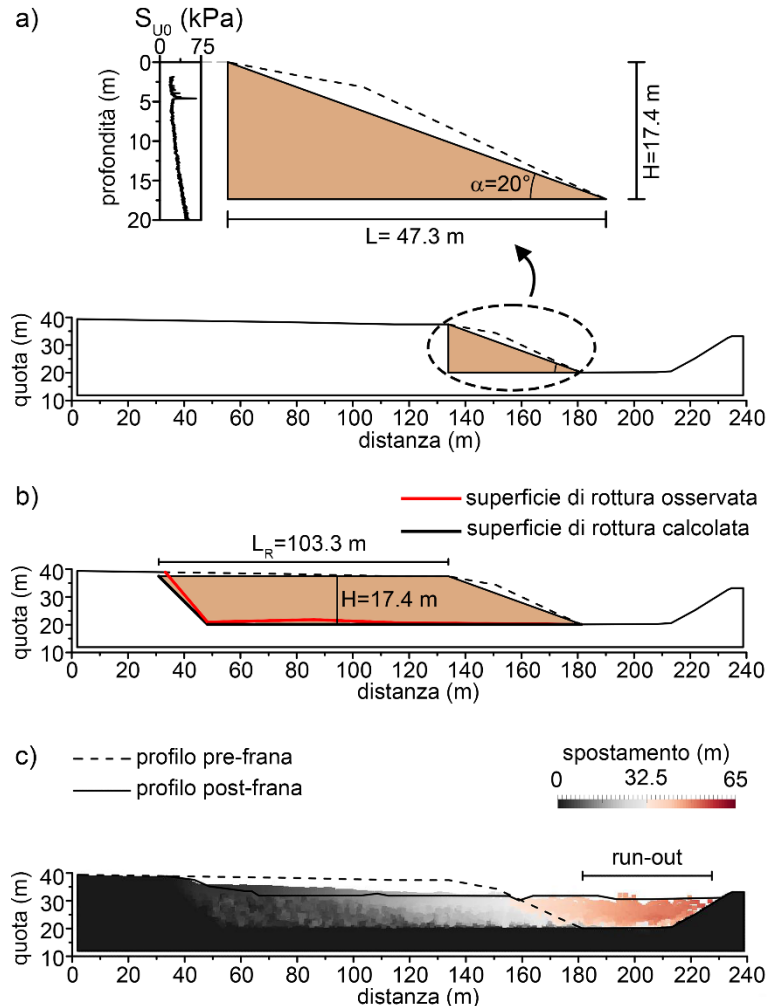 a)
S_U0 (kPa)
0 75
0
5
10
15
20
profondità (m)
α=20°
H=17.4 m
L= 47.3 m
40
30
20
10
quota (m)
0 20 40 60 80 100 120 140 160 180 200 220 240
distanza (m)
b)
superficie di rottura osservata
superficie di rottura calcolata
L_R=103.3 m
H=17.4 m
40
30
20
10
quota (m)
0 20 40 60 80 100 120 140 160 180 200 220 240
distanza (m)
c)
profilo pre-frana
profilo post-frana
spostamento (m)
0 32.5 65
run-out
40
30
20
10
quota (m)
0 20 40 60 80 100 120 140 160 180 200 220 240
distanza (m)